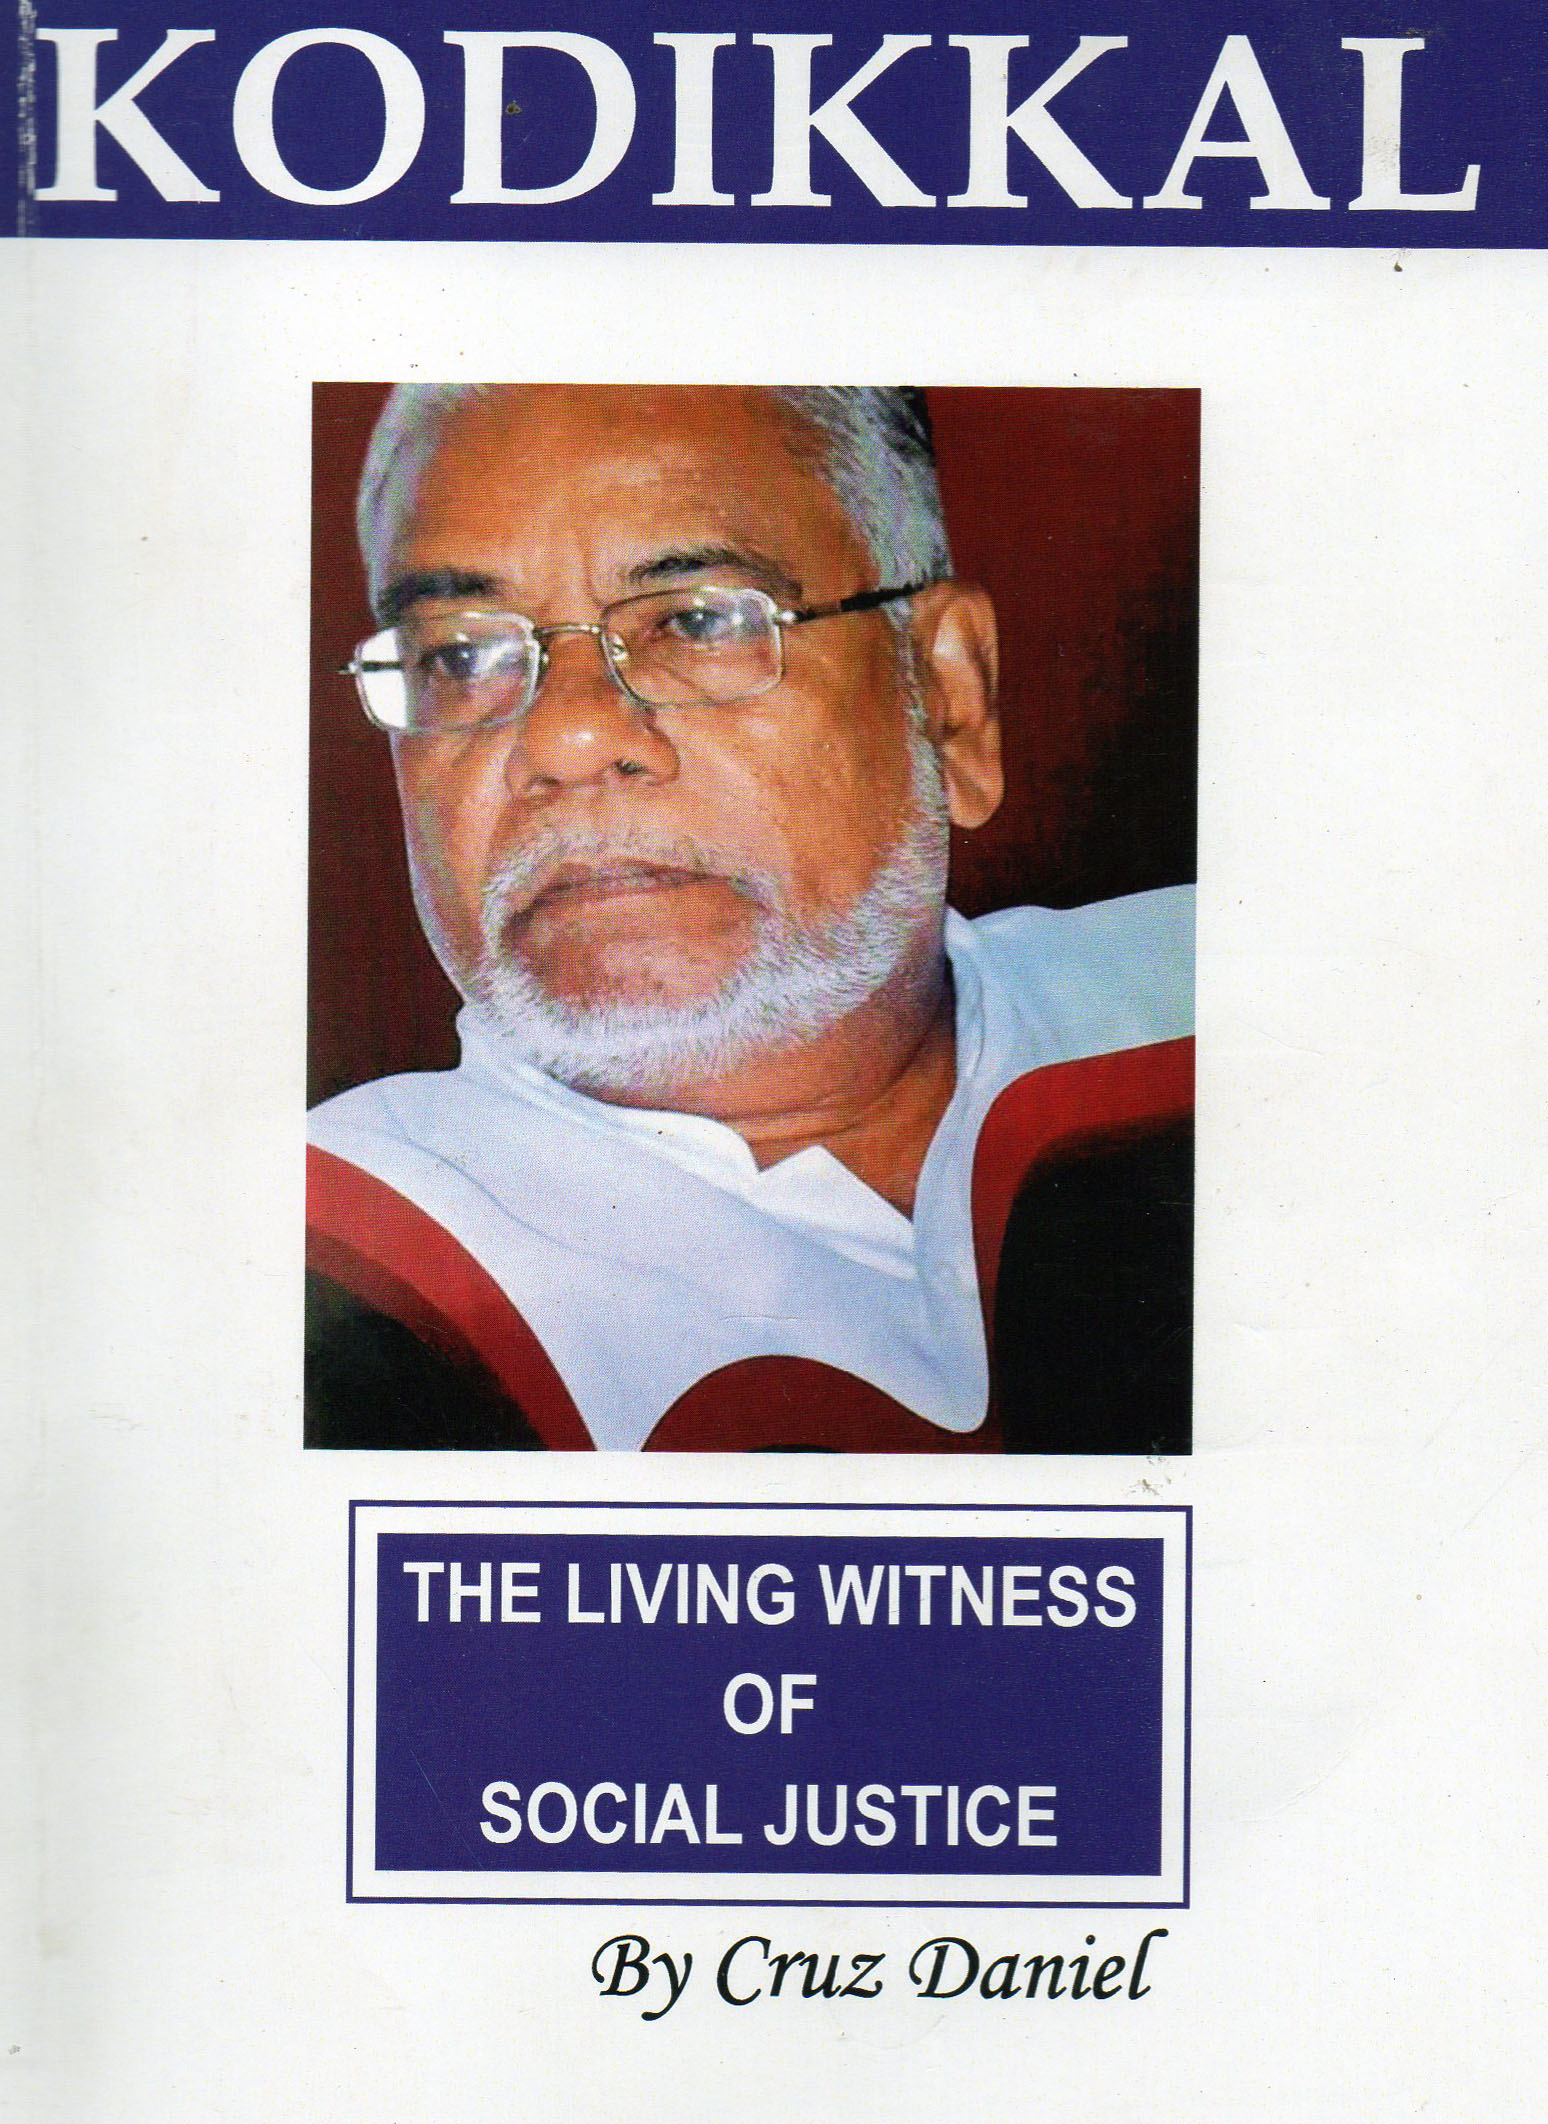 KODIKKAL
THE LIVING WITNESS
OF
SOCIAL JUSTICE
By Cruz Daniel